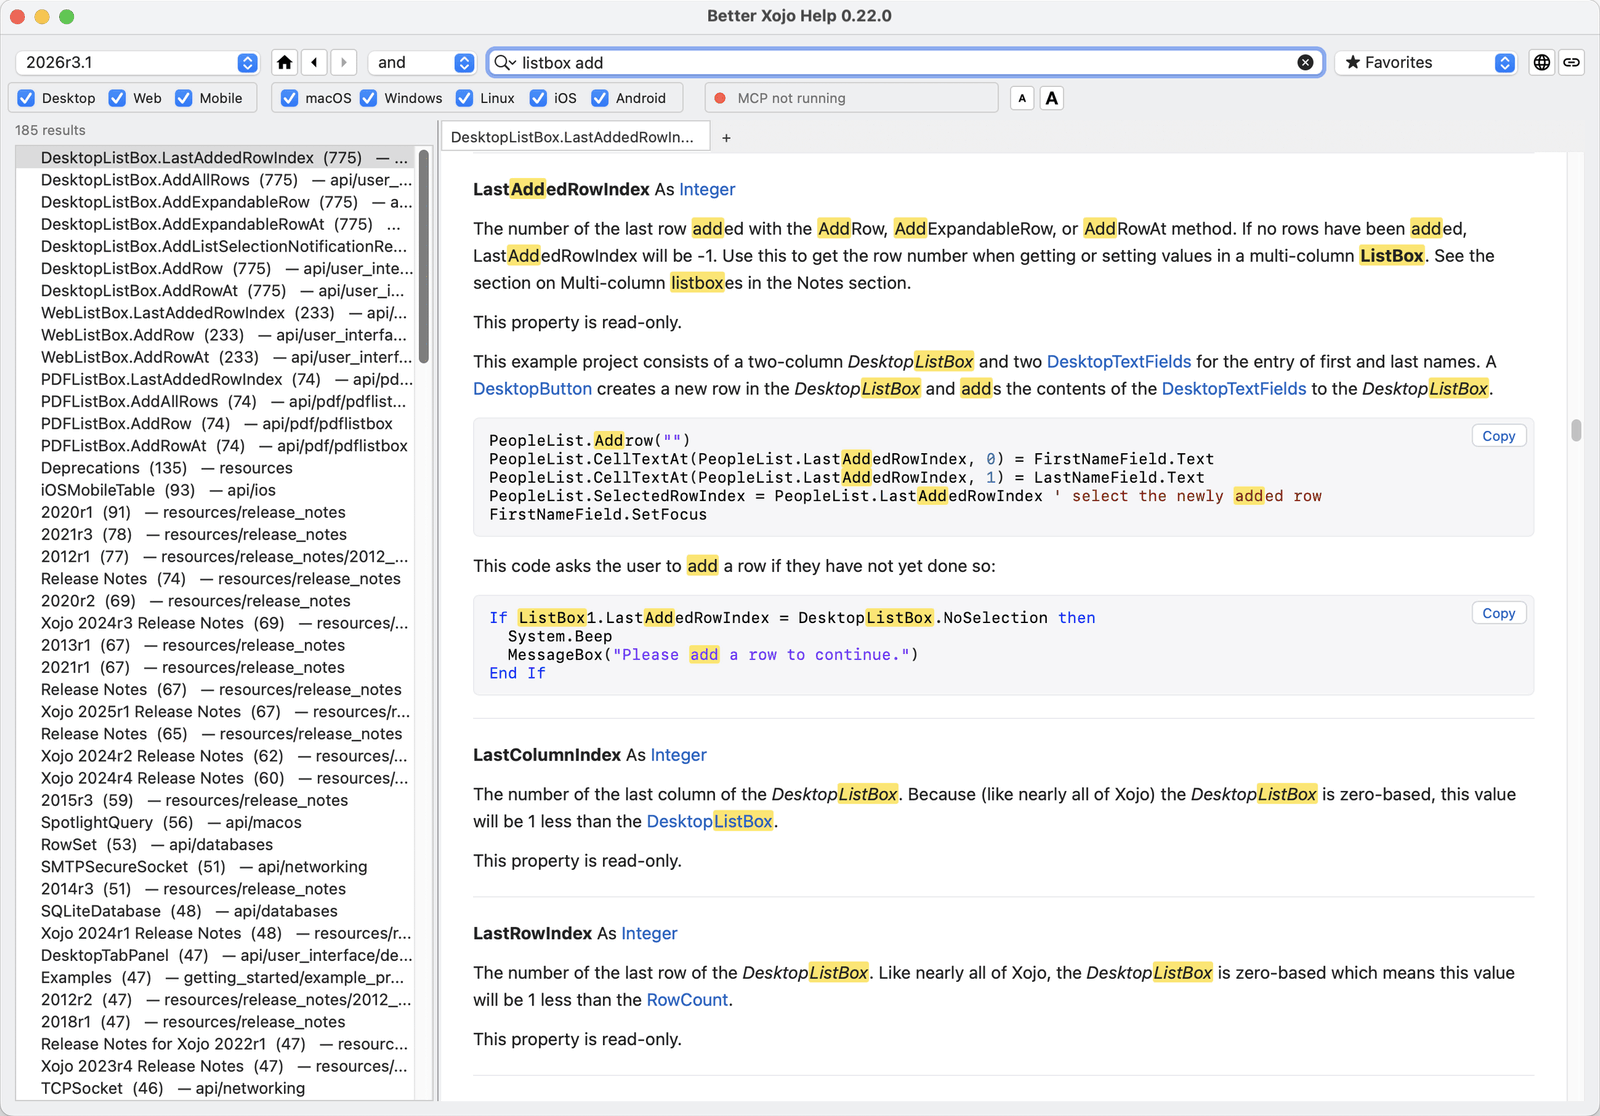 Better Xojo Help 0.22.0
2026r3.1
and
listbox add
★ Favorites
Desktop Web Mobile
macOS Windows Linux iOS Android
MCP not running
A A
185 results
DesktopListBox.LastAddedRowIndex (775) — ...
DesktopListBox.AddAllRows (775) — api/user_...
DesktopListBox.AddExpandableRow (775) — a...
DesktopListBox.AddExpandableRowAt (775) ...
DesktopListBox.AddListSelectionNotificationRe...
DesktopListBox.AddRow (775) — api/user_inte...
DesktopListBox.AddRowAt (775) — api/user_i...
WebListBox.LastAddedRowIndex (233) — api/...
WebListBox.AddRow (233) — api/user_interfa...
WebListBox.AddRowAt (233) — api/user_interf...
PDFListBox.LastAddedRowIndex (74) — api/pd...
PDFListBox.AddAllRows (74) — api/pdf/pdflist...
PDFListBox.AddRow (74) — api/pdf/pdflistbox
PDFListBox.AddRowAt (74) — api/pdf/pdflistbox
Deprecations (135) — resources
iOSMobileTable (93) — api/ios
2020r1 (91) — resources/release_notes
2021r3 (78) — resources/release_notes
2012r1 (77) — resources/release_notes/2012_...
Release Notes (74) — resources/release_notes
2020r2 (69) — resources/release_notes
Xojo 2024r3 Release Notes (69) — resources/...
2013r1 (67) — resources/release_notes
2021r1 (67) — resources/release_notes
Release Notes (67) — resources/release_notes
Xojo 2025r1 Release Notes (67) — resources/r...
Release Notes (65) — resources/release_notes
Xojo 2024r2 Release Notes (62) — resources/...
Xojo 2024r4 Release Notes (60) — resources/...
2015r3 (59) — resources/release_notes
SpotlightQuery (56) — api/macos
RowSet (53) — api/databases
SMTPSecureSocket (51) — api/networking
2014r3 (51) — resources/release_notes
SQLiteDatabase (48) — api/databases
Xojo 2024r1 Release Notes (48) — resources/r...
DesktopTabPanel (47) — api/user_interface/de...
Examples (47) — getting_started/example_pr...
2012r2 (47) — resources/release_notes/2012_...
2018r1 (47) — resources/release_notes
Release Notes for Xojo 2022r1 (47) — resourc...
Xojo 2023r4 Release Notes (47) — resources/...
TCPSocket (46) — api/networking
DesktopListBox.LastAddedRowIn... +
LastAddedRowIndex As Integer
The number of the last row added with the AddRow, AddExpandableRow, or AddRowAt method. If no rows have been added,
LastAddedRowIndex will be -1. Use this to get the row number when getting or setting values in a multi-column ListBox. See the
section on Multi-column listboxes in the Notes section.
This property is read-only.
This example project consists of a two-column DesktopListBox and two DesktopTextFields for the entry of first and last names. A
DesktopButton creates a new row in the DesktopListBox and adds the contents of the DesktopTextFields to the DesktopListBox.
Copy
PeopleList.Addrow("")
PeopleList.CellTextAt(PeopleList.LastAddedRowIndex, 0) = FirstNameField.Text
PeopleList.CellTextAt(PeopleList.LastAddedRowIndex, 1) = LastNameField.Text
PeopleList.SelectedRowIndex = PeopleList.LastAddedRowIndex ' select the newly added row
FirstNameField.SetFocus
This code asks the user to add a row if they have not yet done so:
Copy
If ListBox1.LastAddedRowIndex = DesktopListBox.NoSelection then
System.Beep
MessageBox("Please add a row to continue.")
End If
LastColumnIndex As Integer
The number of the last column of the DesktopListBox. Because (like nearly all of Xojo) the DesktopListBox is zero-based, this value
will be 1 less than the DesktopListBox.
This property is read-only.
LastRowIndex As Integer
The number of the last row of the DesktopListBox. Like nearly all of Xojo, the DesktopListBox is zero-based which means this value
will be 1 less than the RowCount.
This property is read-only.